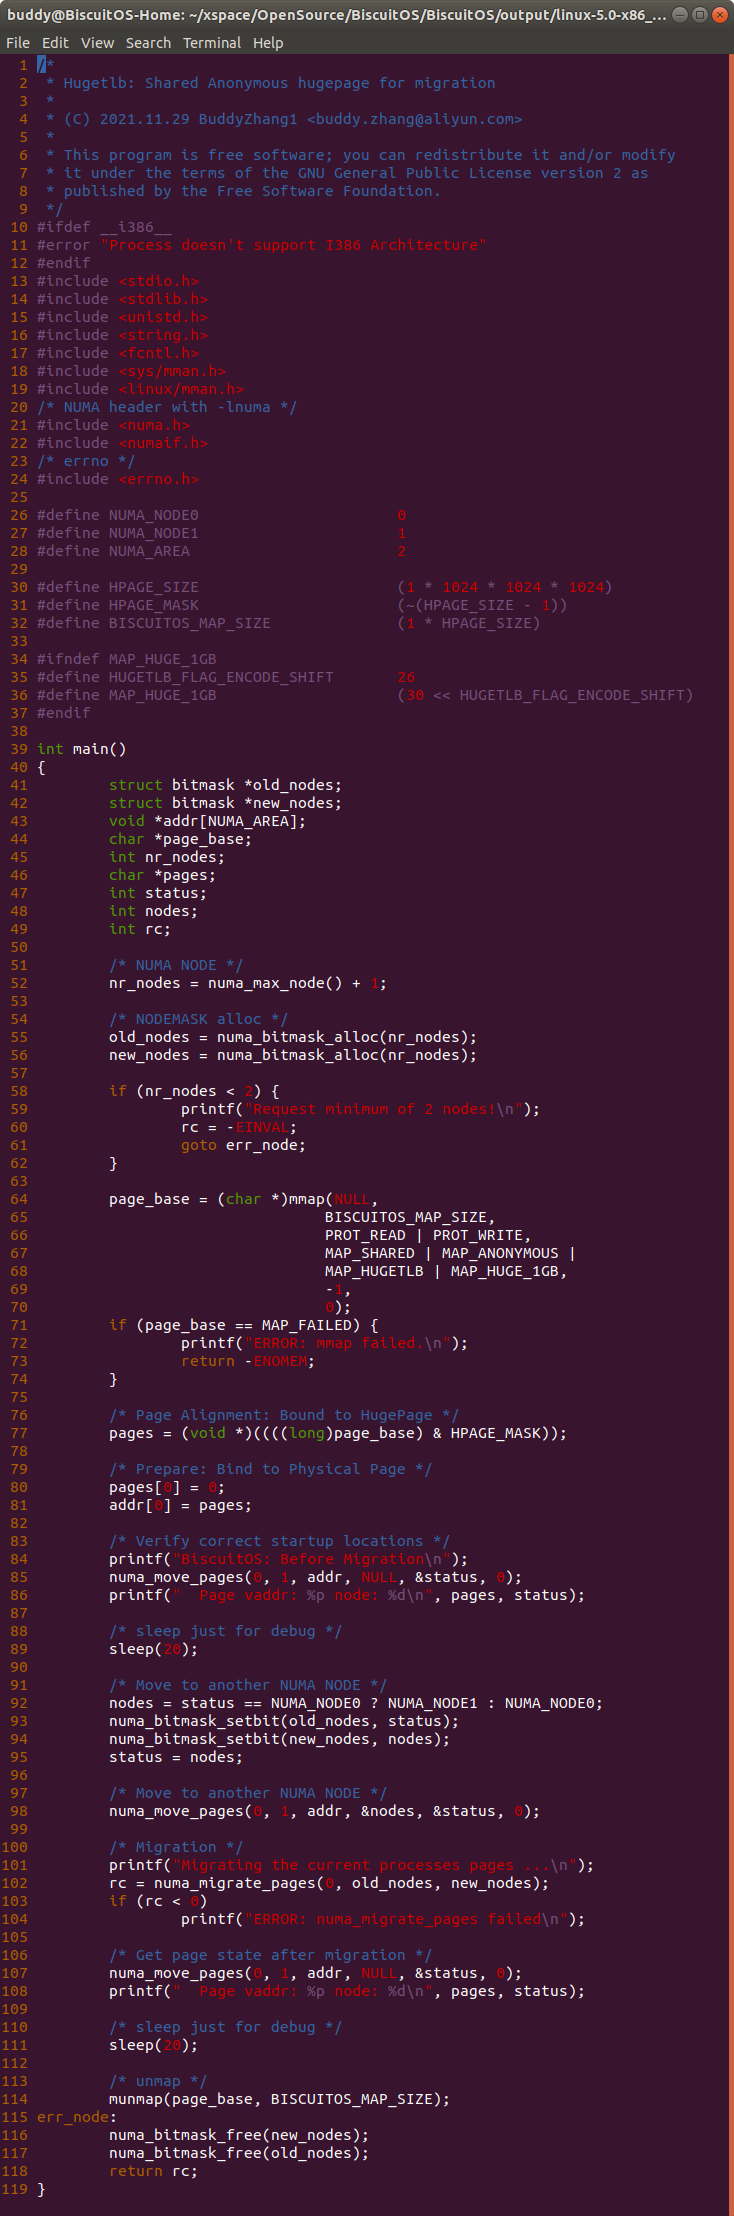 buddy@BiscuitOS-Home: ~/xspace/OpenSource/BiscuitOS/BiscuitOS/output/linux-5.0-x86_...
File Edit View Search Terminal Help
1 /*
2  * Hugetlb: Shared Anonymous hugepage for migration
3  *
4  * (C) 2021.11.29 BuddyZhang1 <buddy.zhang@aliyun.com>
5  *
6  * This program is free software; you can redistribute it and/or modify
7  * it under the terms of the GNU General Public License version 2 as
8  * published by the Free Software Foundation.
9  */
10 #ifdef __i386__
11 #error "Process doesn't support I386 Architecture"
12 #endif
13 #include <stdio.h>
14 #include <stdlib.h>
15 #include <unistd.h>
16 #include <string.h>
17 #include <fcntl.h>
18 #include <sys/mman.h>
19 #include <linux/mman.h>
20 /* NUMA header with -lnuma */
21 #include <numa.h>
22 #include <numaif.h>
23 /* errno */
24 #include <errno.h>
25
26 #define NUMA_NODE0                      0
27 #define NUMA_NODE1                      1
28 #define NUMA_AREA                       2
29
30 #define HPAGE_SIZE                      (1 * 1024 * 1024 * 1024)
31 #define HPAGE_MASK                      (~(HPAGE_SIZE - 1))
32 #define BISCUITOS_MAP_SIZE              (1 * HPAGE_SIZE)
33
34 #ifndef MAP_HUGE_1GB
35 #define HUGETLB_FLAG_ENCODE_SHIFT       26
36 #define MAP_HUGE_1GB                    (30 << HUGETLB_FLAG_ENCODE_SHIFT)
37 #endif
38
39 int main()
40 {
41         struct bitmask *old_nodes;
42         struct bitmask *new_nodes;
43         void *addr[NUMA_AREA];
44         char *page_base;
45         int nr_nodes;
46         char *pages;
47         int status;
48         int nodes;
49         int rc;
50
51         /* NUMA NODE */
52         nr_nodes = numa_max_node() + 1;
53
54         /* NODEMASK alloc */
55         old_nodes = numa_bitmask_alloc(nr_nodes);
56         new_nodes = numa_bitmask_alloc(nr_nodes);
57
58         if (nr_nodes < 2) {
59                 printf("Request minimum of 2 nodes!\n");
60                 rc = -EINVAL;
61                 goto err_node;
62         }
63
64         page_base = (char *)mmap(NULL,
65                                 BISCUITOS_MAP_SIZE,
66                                 PROT_READ | PROT_WRITE,
67                                 MAP_SHARED | MAP_ANONYMOUS |
68                                 MAP_HUGETLB | MAP_HUGE_1GB,
69                                 -1,
70                                 0);
71         if (page_base == MAP_FAILED) {
72                 printf("ERROR: mmap failed.\n");
73                 return -ENOMEM;
74         }
75
76         /* Page Alignment: Bound to HugePage */
77         pages = (void *)((((long)page_base) & HPAGE_MASK));
78
79         /* Prepare: Bind to Physical Page */
80         pages[0] = 0;
81         addr[0] = pages;
82
83         /* Verify correct startup locations */
84         printf("BiscuitOS: Before Migration\n");
85         numa_move_pages(0, 1, addr, NULL, &status, 0);
86         printf("  Page vaddr: %p node: %d\n", pages, status);
87
88         /* sleep just for debug */
89         sleep(20);
90
91         /* Move to another NUMA NODE */
92         nodes = status == NUMA_NODE0 ? NUMA_NODE1 : NUMA_NODE0;
93         numa_bitmask_setbit(old_nodes, status);
94         numa_bitmask_setbit(new_nodes, nodes);
95         status = nodes;
96
97         /* Move to another NUMA NODE */
98         numa_move_pages(0, 1, addr, &nodes, &status, 0);
99
100         /* Migration */
101         printf("Migrating the current processes pages ...\n");
102         rc = numa_migrate_pages(0, old_nodes, new_nodes);
103         if (rc < 0)
104                 printf("ERROR: numa_migrate_pages failed\n");
105
106         /* Get page state after migration */
107         numa_move_pages(0, 1, addr, NULL, &status, 0);
108         printf("  Page vaddr: %p node: %d\n", pages, status);
109
110         /* sleep just for debug */
111         sleep(20);
112
113         /* unmap */
114         munmap(page_base, BISCUITOS_MAP_SIZE);
115 err_node:
116         numa_bitmask_free(new_nodes);
117         numa_bitmask_free(old_nodes);
118         return rc;
119 }